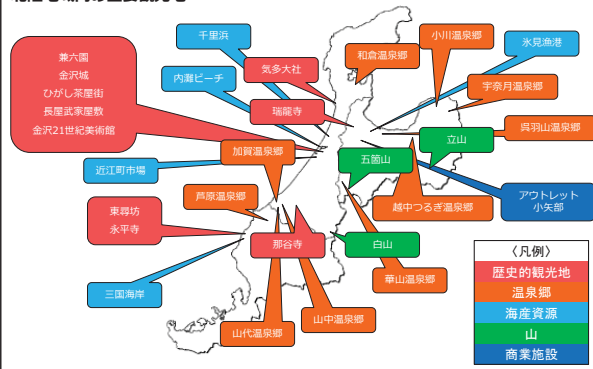 兼六園
金沢城
ひがし茶屋街
長屋武家屋敷
金沢21世紀美術館
千里浜
内灘ビーチ
気多大社
瑞龍寺
和倉温泉郷
小川温泉郷
氷見漁港
宇奈月温泉郷
呉羽山温泉郷
立山
五箇山
加賀温泉郷
近江町市場
芦原温泉郷
越中つるぎ温泉郷
アウトレット
小矢部
東尋坊
永平寺
那谷寺
白山
華山温泉郷
三国海岸
山代温泉郷
山中温泉郷
〈凡例〉
歴史的観光地
温泉郷
海産資源
山
商業施設